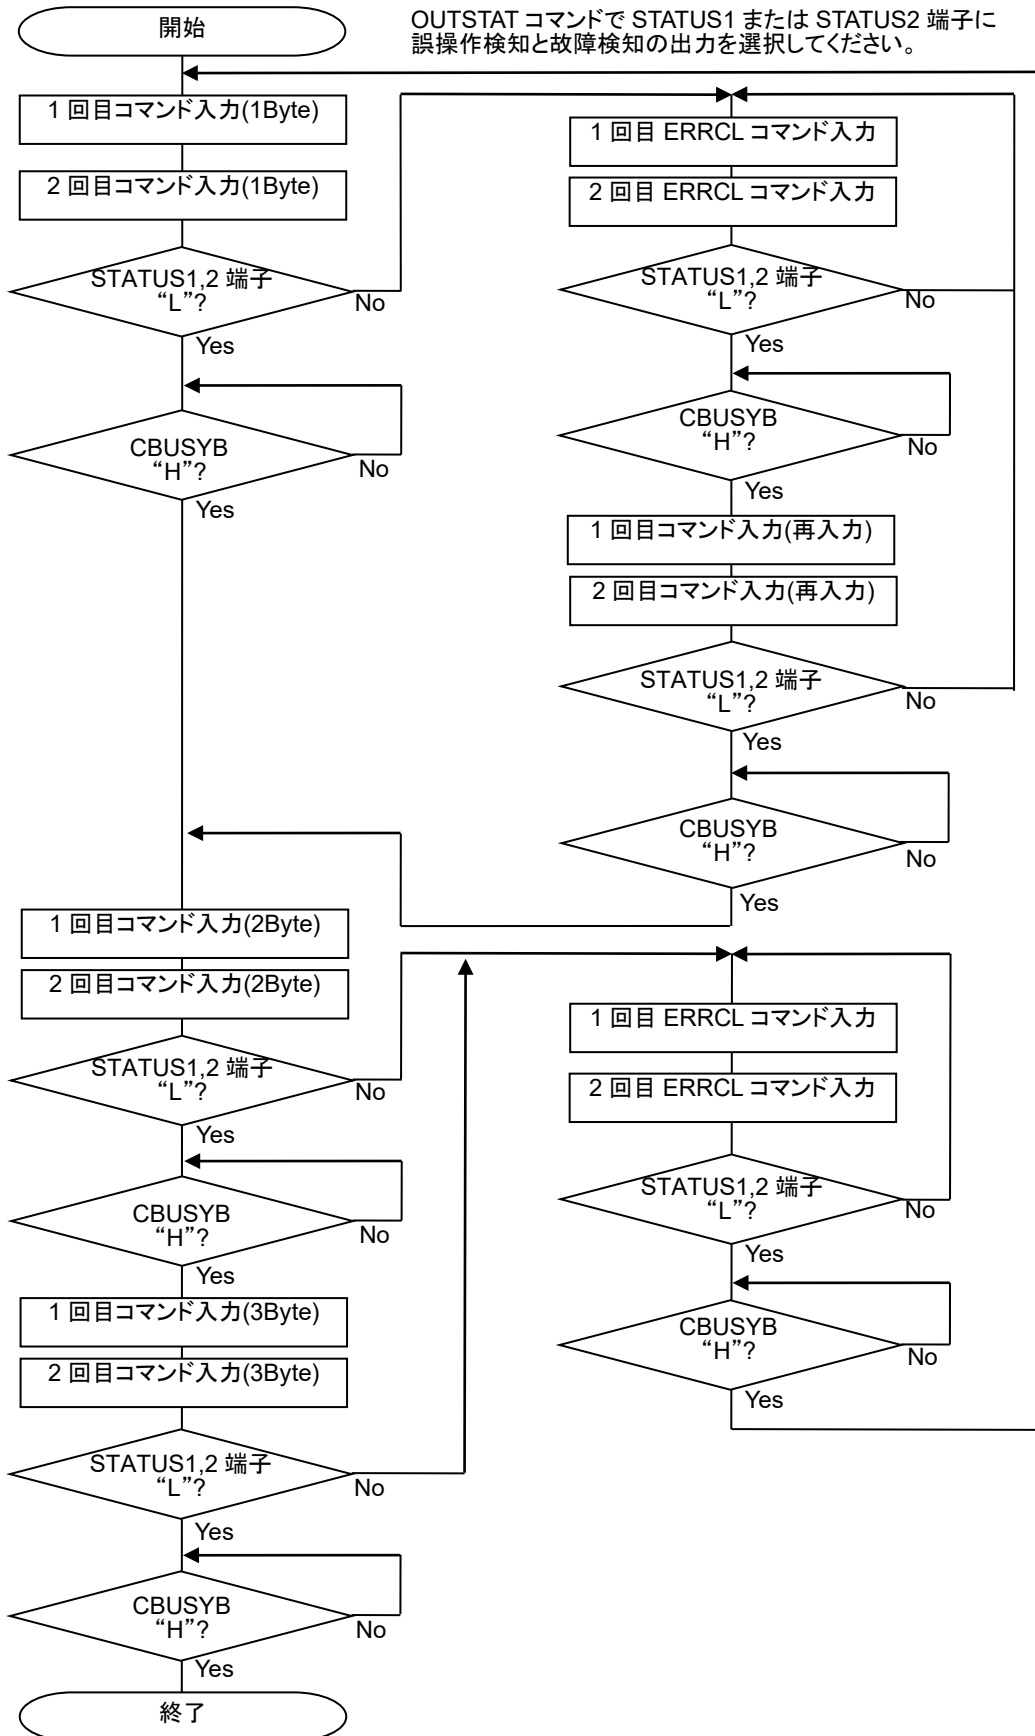 OUTSTAT コマンドで STATUS1 または STATUS2 端子に
誤操作検知と故障検知の出力を選択してください。
開始
1 回目コマンド入力(1Byte)
2 回目コマンド入力(1Byte)
STATUS1,2 端子
“L”?
No
Yes
CBUSYB
“H”?
No
Yes
1 回目 ERRCL コマンド入力
2 回目 ERRCL コマンド入力
STATUS1,2 端子
“L”?
No
Yes
CBUSYB
“H”?
No
Yes
1 回目コマンド入力(再入力)
2 回目コマンド入力(再入力)
STATUS1,2 端子
“L”?
No
Yes
CBUSYB
“H”?
No
Yes
1 回目コマンド入力(2Byte)
2 回目コマンド入力(2Byte)
STATUS1,2 端子
“L”?
No
Yes
CBUSYB
“H”?
No
Yes
1 回目コマンド入力(3Byte)
2 回目コマンド入力(3Byte)
STATUS1,2 端子
“L”?
No
Yes
CBUSYB
“H”?
No
Yes
終了
1 回目 ERRCL コマンド入力
2 回目 ERRCL コマンド入力
STATUS1,2 端子
“L”?
No
Yes
CBUSYB
“H”?
No
Yes